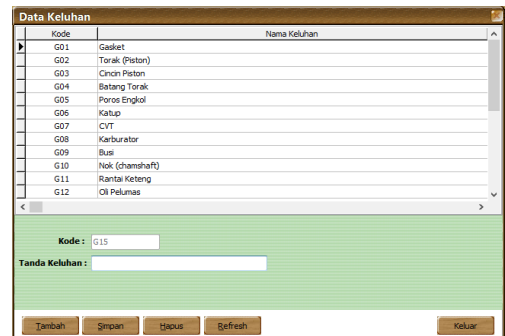 Data Keluhan
Kode Nama Keluhan
G01 Gasket
G02 Torak (Piston)
G03 Cincin Piston
G04 Batang Torak
G05 Poros Engkol
G06 Katup
G07 CVT
G08 Karburator
G09 Busi
G10 Nok (chamshaft)
G11 Rantai Keteng
G12 Oli Pelumas
Kode : G15
Tanda Keluhan :
Tambah Simpan Hapus Refresh Keluar